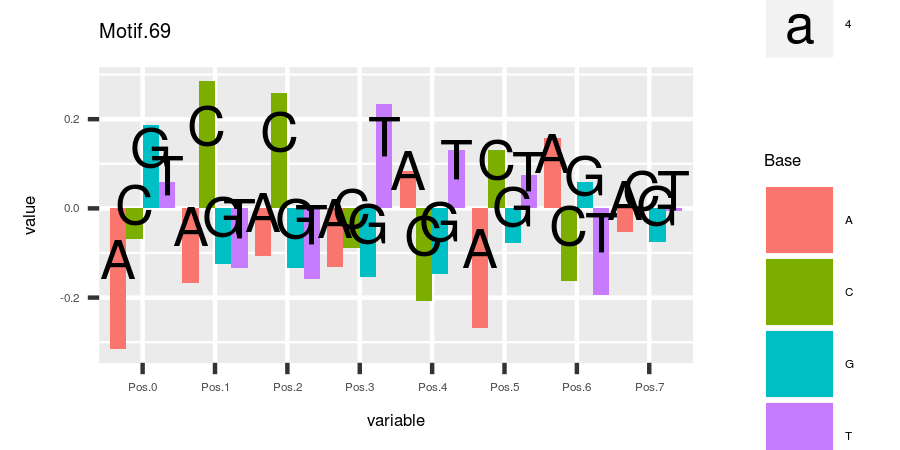 Motif.69
a 4
value
0.2
0.0
-0.2
A C G T A C G T A C G T A C G T A C G T A C G T A C G T A C G T
Pos.0 Pos.1 Pos.2 Pos.3 Pos.4 Pos.5 Pos.6 Pos.7
variable
Base
A
C
G
T